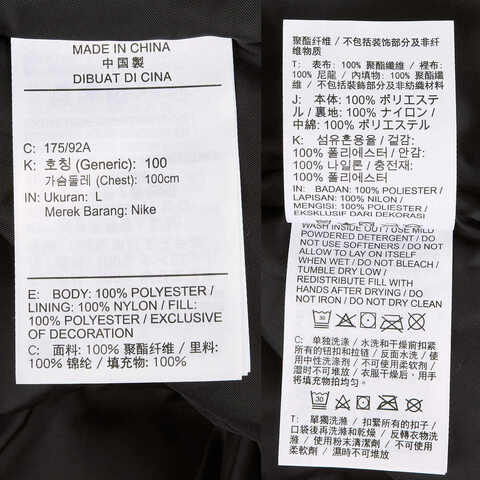 MADE IN CHINA
中国製
DIBUAT DI CINA
C: 175/92A
K: 호칭 (Generic): 100
가슴둘레 (Chest): 100cm
IN: Ukuran: L
Merek Barang: Nike
E: BODY: 100% POLYESTER /
LINING: 100% NYLON / FILL:
100% POLYESTER / EXCLUSIVE
OF DECORATION
C: 面料: 100% 聚酯纤维 / 里料:
100% 锦纶 / 填充物: 100%
聚酯纤维 / 不包括装饰部分及非纤
维物质
T: 表布: 100% 聚酯纖維 / 裡布:
100% 尼龍 / 內填物: 100% 聚酯纖
維 / 不包括裝飾部分及非紡織材料
J: 本体: 100% ポリエステ
ル / 裏地: 100% ナイロン /
中綿: 100% ポリエステル
K: 섬유혼용율 / 겉감:
100% 폴리에스터 / 안감:
100% 나일론 / 충전재:
100% 폴리에스터
IN: BADAN: 100% POLIESTER /
LAPISAN: 100% NILON /
MENGISI: 100% POLIESTER /
EKSKLUSIF DARI DEKORASI
WASH INSIDE OUT / USE MILD
POWDERED DETERGENT / DO
NOT USE SOFTENERS / DO NOT
ALLOW TO LAY ON ITSELF
WHEN WET / DO NOT BLEACH /
TUMBLE DRY LOW /
REDISTRIBUTE FILL WITH
HANDS AFTER DRYING / DO
NOT IRON / DO NOT DRY CLEAN
30
C: 单独洗涤 / 水洗和干燥前扣紧
所有的钮扣和拉链 / 反面水洗 / 使
用中性洗涤剂 / 不可使用柔软剂 /
湿时不可堆放 / 衣服干燥后, 用手
将填充物拍均匀.
30
T: 單獨洗滌 / 扣緊所有的扣子 /
口袋後再洗滌和乾燥 / 反轉衣物洗
滌 / 使用粉末清潔劑 / 不可使用
柔軟劑 / 濕時不可堆放